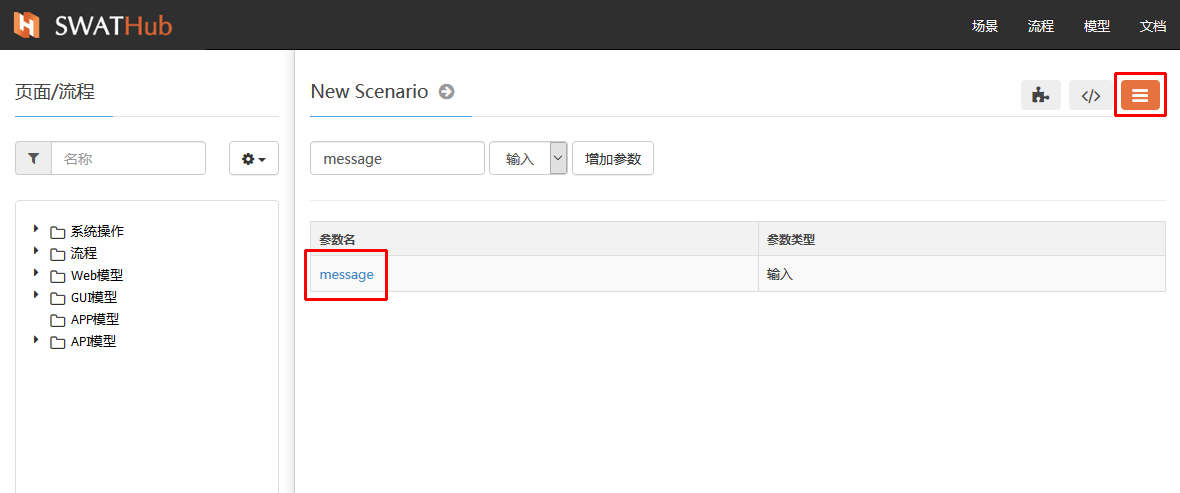 SWATHub
场景 流程 模型 文档
页面/流程
New Scenario
</>
名称
message 输入 增加参数
系统操作
流程
Web模型
GUI模型
APP模型
API模型
参数名 参数类型
message 输入